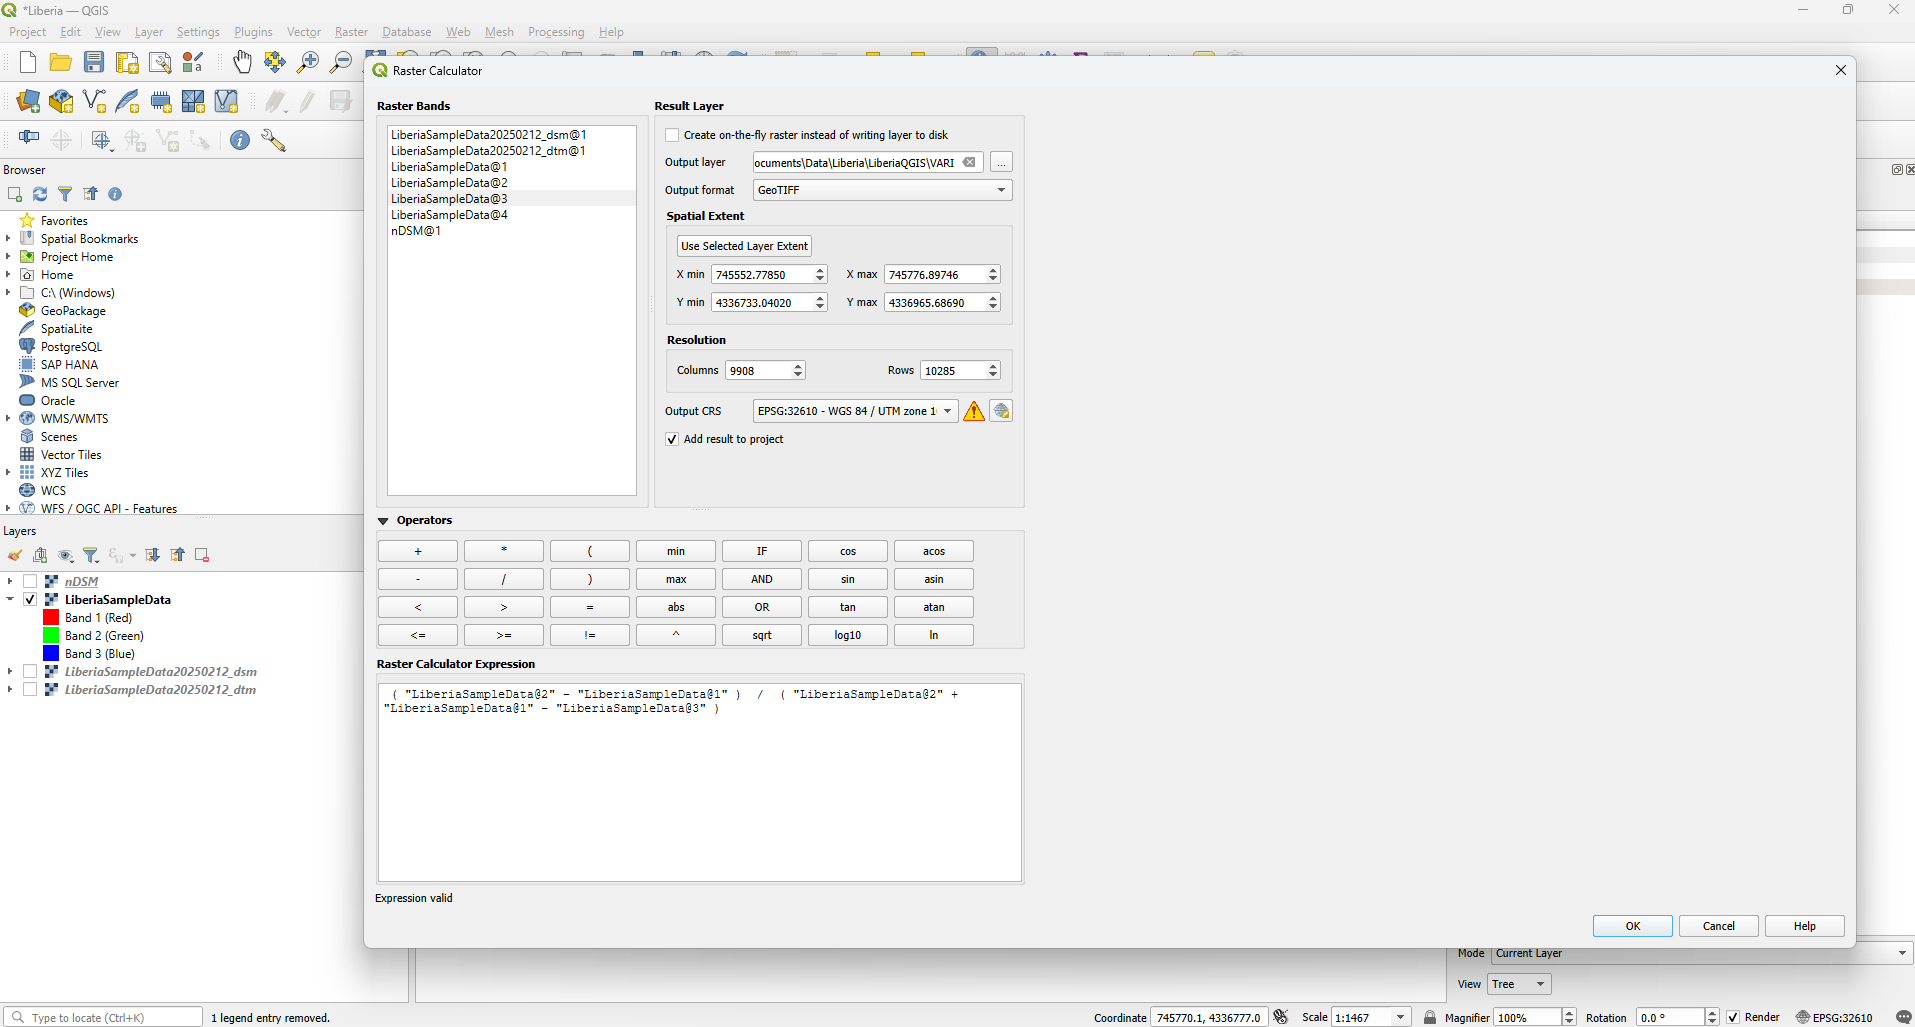 *Liberia — QGIS
Project Edit View Layer Settings Plugins Vector Raster Database Web Mesh Processing Help
Raster Calculator
Raster Bands
LiberiaSampleData20250212_dsm@1
LiberiaSampleData20250212_dtm@1
LiberiaSampleData@1
LiberiaSampleData@2
LiberiaSampleData@3
LiberiaSampleData@4
nDSM@1
Result Layer
Create on-the-fly raster instead of writing layer to disk
Output layer ocuments\Data\Liberia\LiberiaQGIS\VARI ...
Output format GeoTIFF
Spatial Extent
Use Selected Layer Extent
X min 745552.77850 X max 745776.89746
Y min 4336733.04020 Y max 4336965.68690
Resolution
Columns 9908 Rows 10285
Output CRS EPSG:32610 - WGS 84 / UTM zone 1
Add result to project
Operators
+ * ( min IF cos acos
- / ) max AND sin asin
< > = abs OR tan atan
<= >= != ^ sqrt log10 ln
Raster Calculator Expression
( "LiberiaSampleData@2" - "LiberiaSampleData@1" ) / ( "LiberiaSampleData@2" +
"LiberiaSampleData@1" - "LiberiaSampleData@3" )
Expression valid
OK Cancel Help
Browser
Favorites
Spatial Bookmarks
Project Home
Home
C:\ (Windows)
GeoPackage
SpatiaLite
PostgreSQL
SAP HANA
MS SQL Server
Oracle
WMS/WMTS
Scenes
Vector Tiles
XYZ Tiles
WCS
WFS / OGC API - Features
Layers
nDSM
LiberiaSampleData
Band 1 (Red)
Band 2 (Green)
Band 3 (Blue)
LiberiaSampleData20250212_dsm
LiberiaSampleData20250212_dtm
Mode Current Layer
View Tree
Type to locate (Ctrl+K) 1 legend entry removed. Coordinate 745770.1, 4336777.0 Scale 1:1467 Magnifier 100% Rotation 0.0 ° Render EPSG:32610